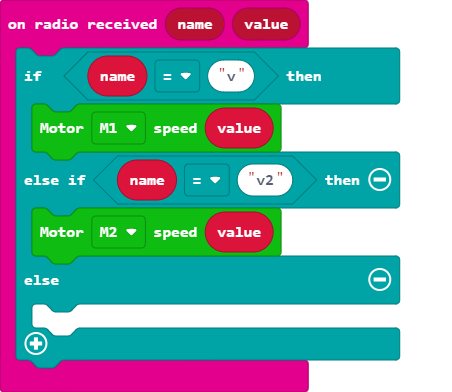 on radio received name value
if name = "v" then
Motor M1 speed value
else if name = "v2" then
Motor M2 speed value
else